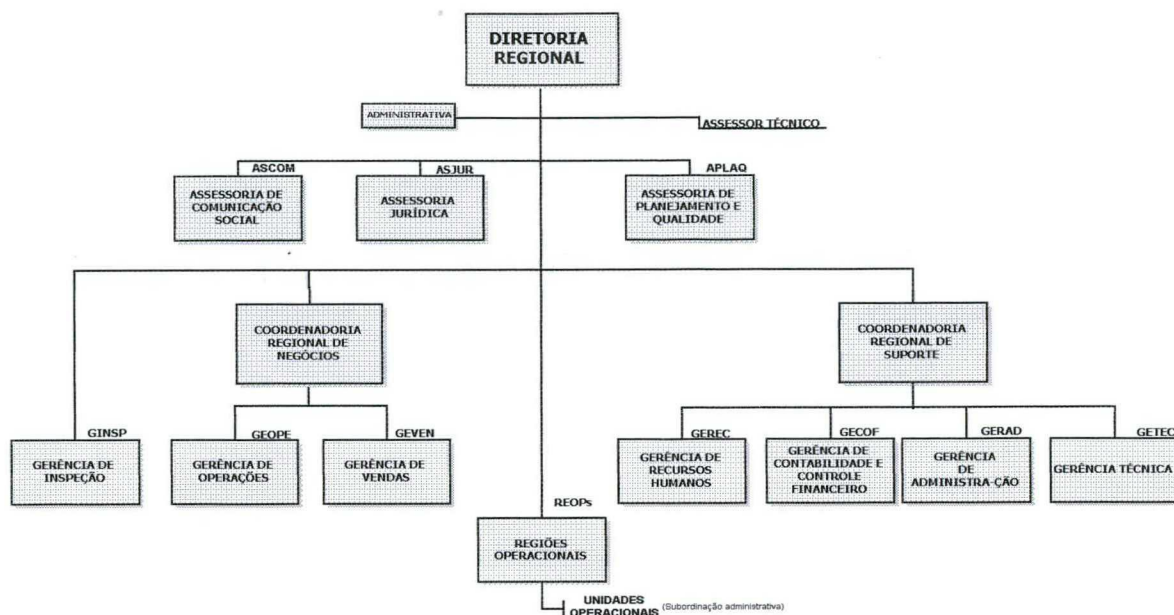 DIRETORIA
REGIONAL
ADMINISTRATIVA
ASSESSOR TÉCNICO
ASCOM
ASSESSORIA DE
COMUNICAÇÃO
SOCIAL
ASJUR
ASSESSORIA
JURÍDICA
APLAQ
ASSESSORIA DE
PLANEJAMENTO E
QUALIDADE
COORDENADORIA
REGIONAL DE
NEGÓCIOS
COORDENADORIA
REGIONAL DE
SUPORTE
GINSP
GERÊNCIA DE
INSPEÇÃO
GEOPE
GERÊNCIA DE
OPERAÇÕES
GEVEN
GERÊNCIA DE
VENDAS
GEREC
GERÊNCIA DE
RECURSOS
HUMANOS
GECOF
GERÊNCIA DE
CONTABILIDADE E
CONTROLE
FINANCEIRO
GERAD
GERÊNCIA
DE
ADMINISTRA-ÇÃO
GETEC
GERÊNCIA TÉCNICA
REOPs
REGIÕES
OPERACIONAIS
UNIDADES
OPERACIONAIS (Subordinação administrativa)